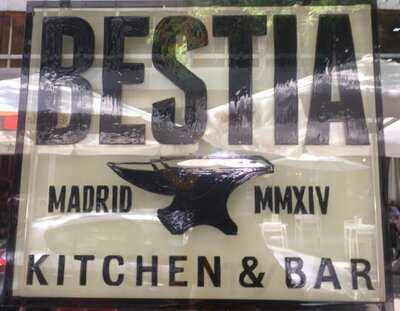 BESTIA
MADRID MMXIV
KITCHEN & BAR